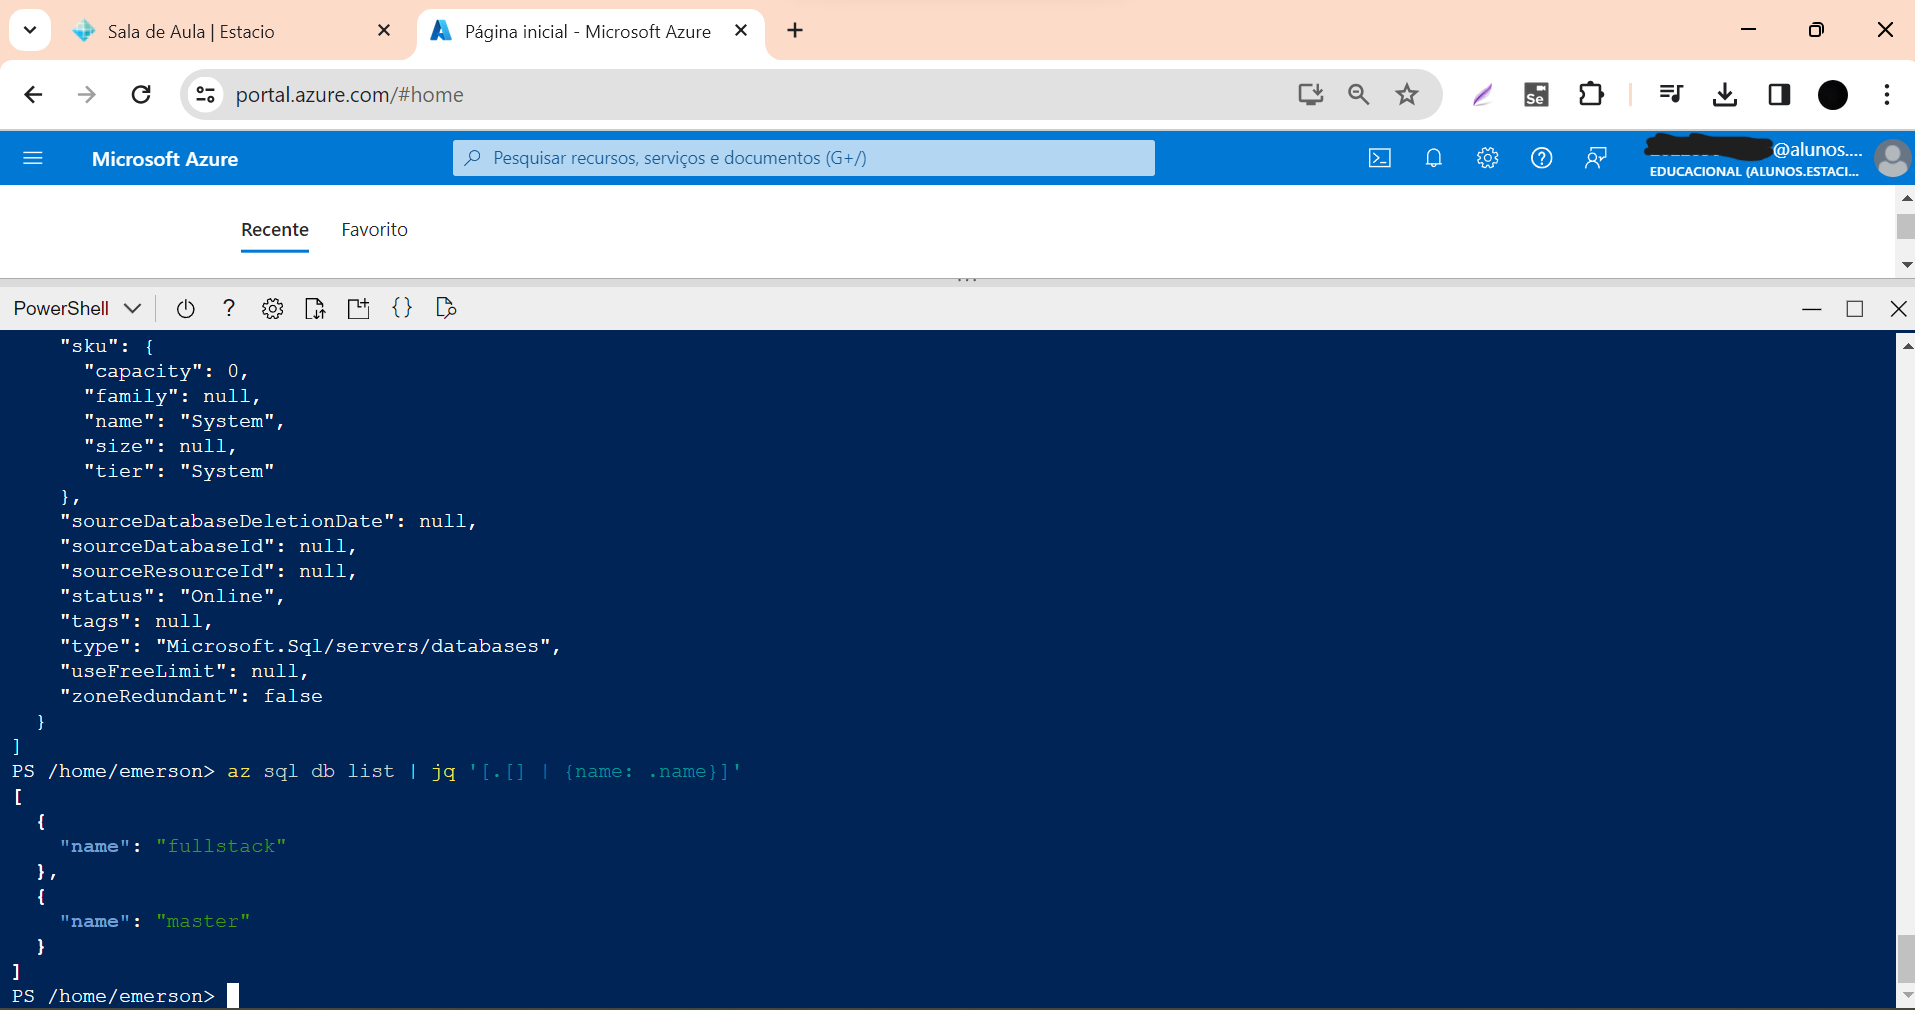 Sala de Aula | Estacio
Página inicial - Microsoft Azure
portal.azure.com/#home
Se
Microsoft Azure
Pesquisar recursos, serviços e documentos (G+/)
@alunos....
EDUCACIONAL (ALUNOS.ESTACI...
Recente Favorito
PowerShell
"sku": {
"capacity": 0,
"family": null,
"name": "System",
"size": null,
"tier": "System"
},
"sourceDatabaseDeletionDate": null,
"sourceDatabaseId": null,
"sourceResourceId": null,
"status": "Online",
"tags": null,
"type": "Microsoft.Sql/servers/databases",
"useFreeLimit": null,
"zoneRedundant": false
}
]
PS /home/emerson> az sql db list | jq '[.[] | {name: .name}]'
[
{
"name": "fullstack"
},
{
"name": "master"
}
]
PS /home/emerson>